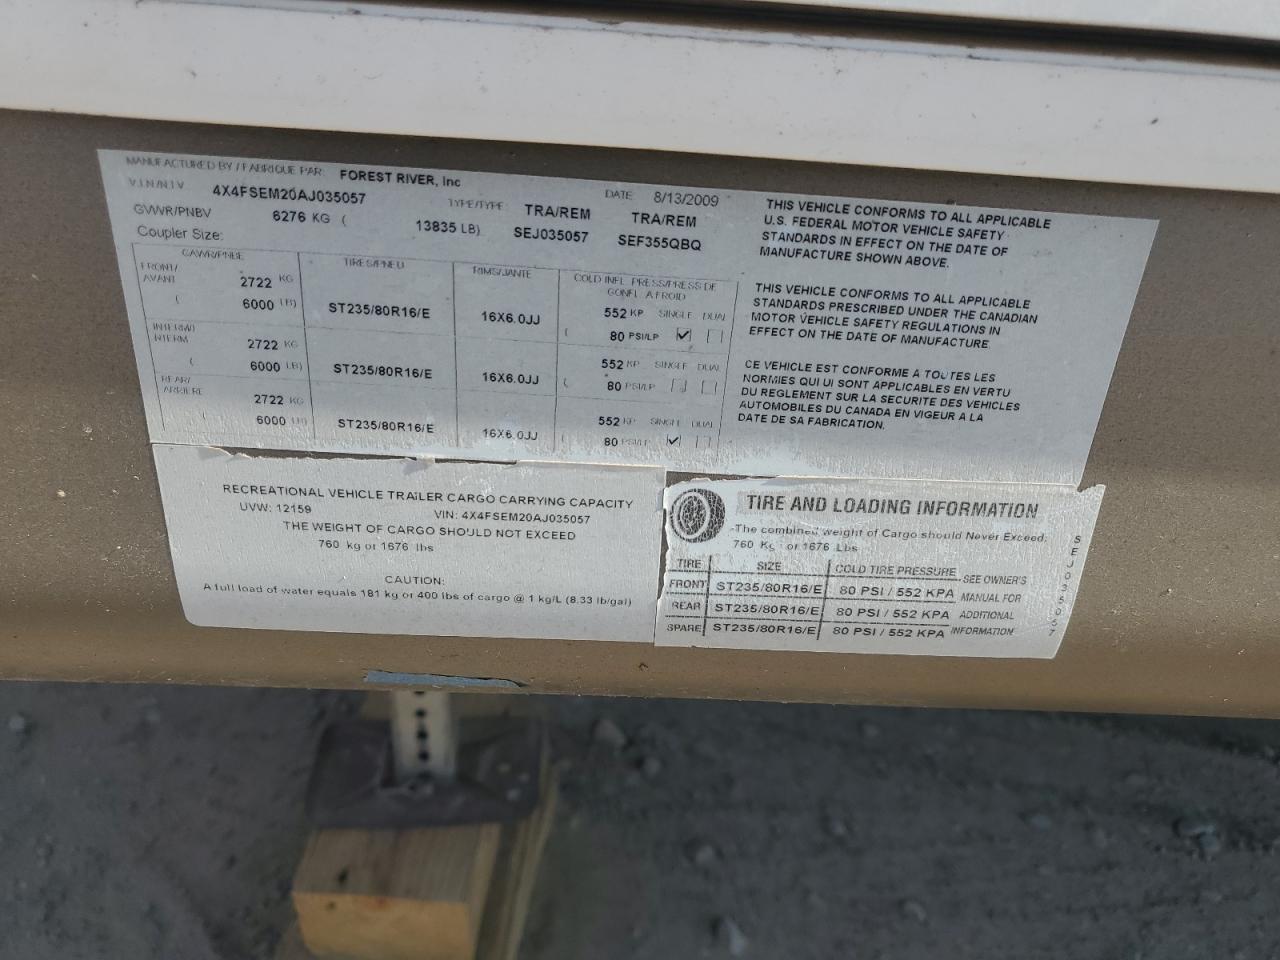 MANUFACTURED BY / FABRIQUE PAR: FOREST RIVER, Inc
V.I.N/N.I.V 4X4FSEM20AJ035057 TYPE/TYPE DATE 8/13/2009
GVWR/PNBV 6276 KG ( 13835 LB) TRA/REM TRA/REM
Coupler Size: SEJ035057 SEF355QBQ
GAWR/PNBE TIRES/PNEU RIMS/JANTE COLD INFL. PRESS/PRESS DE
GONFL. A FROID
FRONT/
AVANT 2722 KG
( 6000 LB) ST235/80R16/E 16X6.0JJ 552 KP SINGLE DUAL
( 80 PSI/LP
INTERM/
INTERM 2722 KG
( 6000 LB) ST235/80R16/E 16X6.0JJ 552 KP SINGLE DUAL
( 80 PSI/LP
REAR/
ARRIERE 2722 KG
( 6000 LB) ST235/80R16/E 16X6.0JJ 552 KP SINGLE DUAL
( 80 PSI/LP
THIS VEHICLE CONFORMS TO ALL APPLICABLE
U.S. FEDERAL MOTOR VEHICLE SAFETY
STANDARDS IN EFFECT ON THE DATE OF
MANUFACTURE SHOWN ABOVE.
THIS VEHICLE CONFORMS TO ALL APPLICABLE
STANDARDS PRESCRIBED UNDER THE CANADIAN
MOTOR VEHICLE SAFETY REGULATIONS IN
EFFECT ON THE DATE OF MANUFACTURE.
CE VEHICLE EST CONFORME A TOUTES LES
NORMIES QUI UI SONT APPLICABLES EN VERTU
DU REGLEMENT SUR LA SECURITE DES VEHICLES
AUTOMOBILES DU CANADA EN VIGEUR A LA
DATE DE SA FABRICATION.
RECREATIONAL VEHICLE TRAILER CARGO CARRYING CAPACITY
UVW: 12159 VIN: 4X4FSEM20AJ035057
THE WEIGHT OF CARGO SHOULD NOT EXCEED
760 kg or 1676 lbs
CAUTION:
A full load of water equals 181 kg or 400 lbs of cargo @ 1 kg/L (8.33 lb/gal)
TIRE AND LOADING INFORMATION
The combined weight of Cargo should Never Exceed:
760 Kg or 1676 Lbs
TIRE SIZE COLD TIRE PRESSURE SEE OWNER'S
FRONT ST235/80R16/E 80 PSI / 552 KPA MANUAL FOR
REAR ST235/80R16/E 80 PSI / 552 KPA ADDITIONAL
SPARE ST235/80R16/E 80 PSI / 552 KPA INFORMATION
SEJ035057